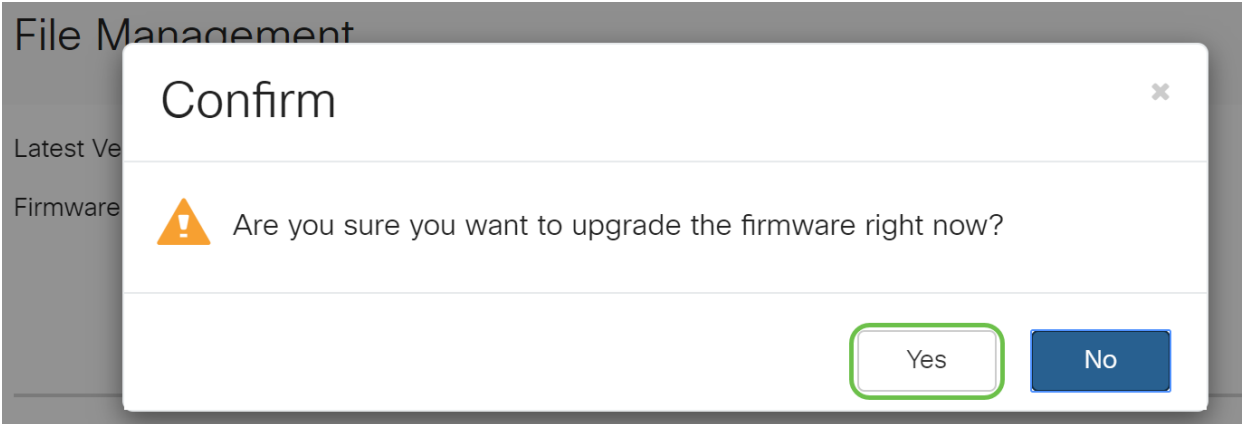 File Management
Confirm
Latest Ve
Firmware
Are you sure you want to upgrade the firmware right now?
Yes
No